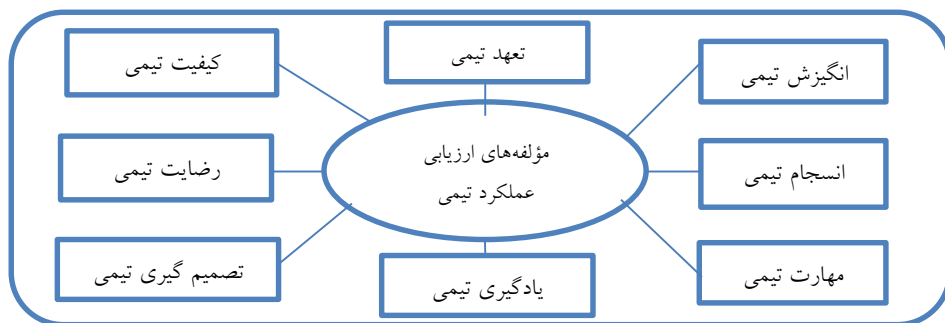 تعهد تیمی
انگیزش تیمی
کیفیت تیمی
مؤلفه‌های ارزیابی
عملکرد تیمی
انسجام تیمی
رضایت تیمی
مهارت تیمی
یادگیری تیمی
تصمیم گیری تیمی